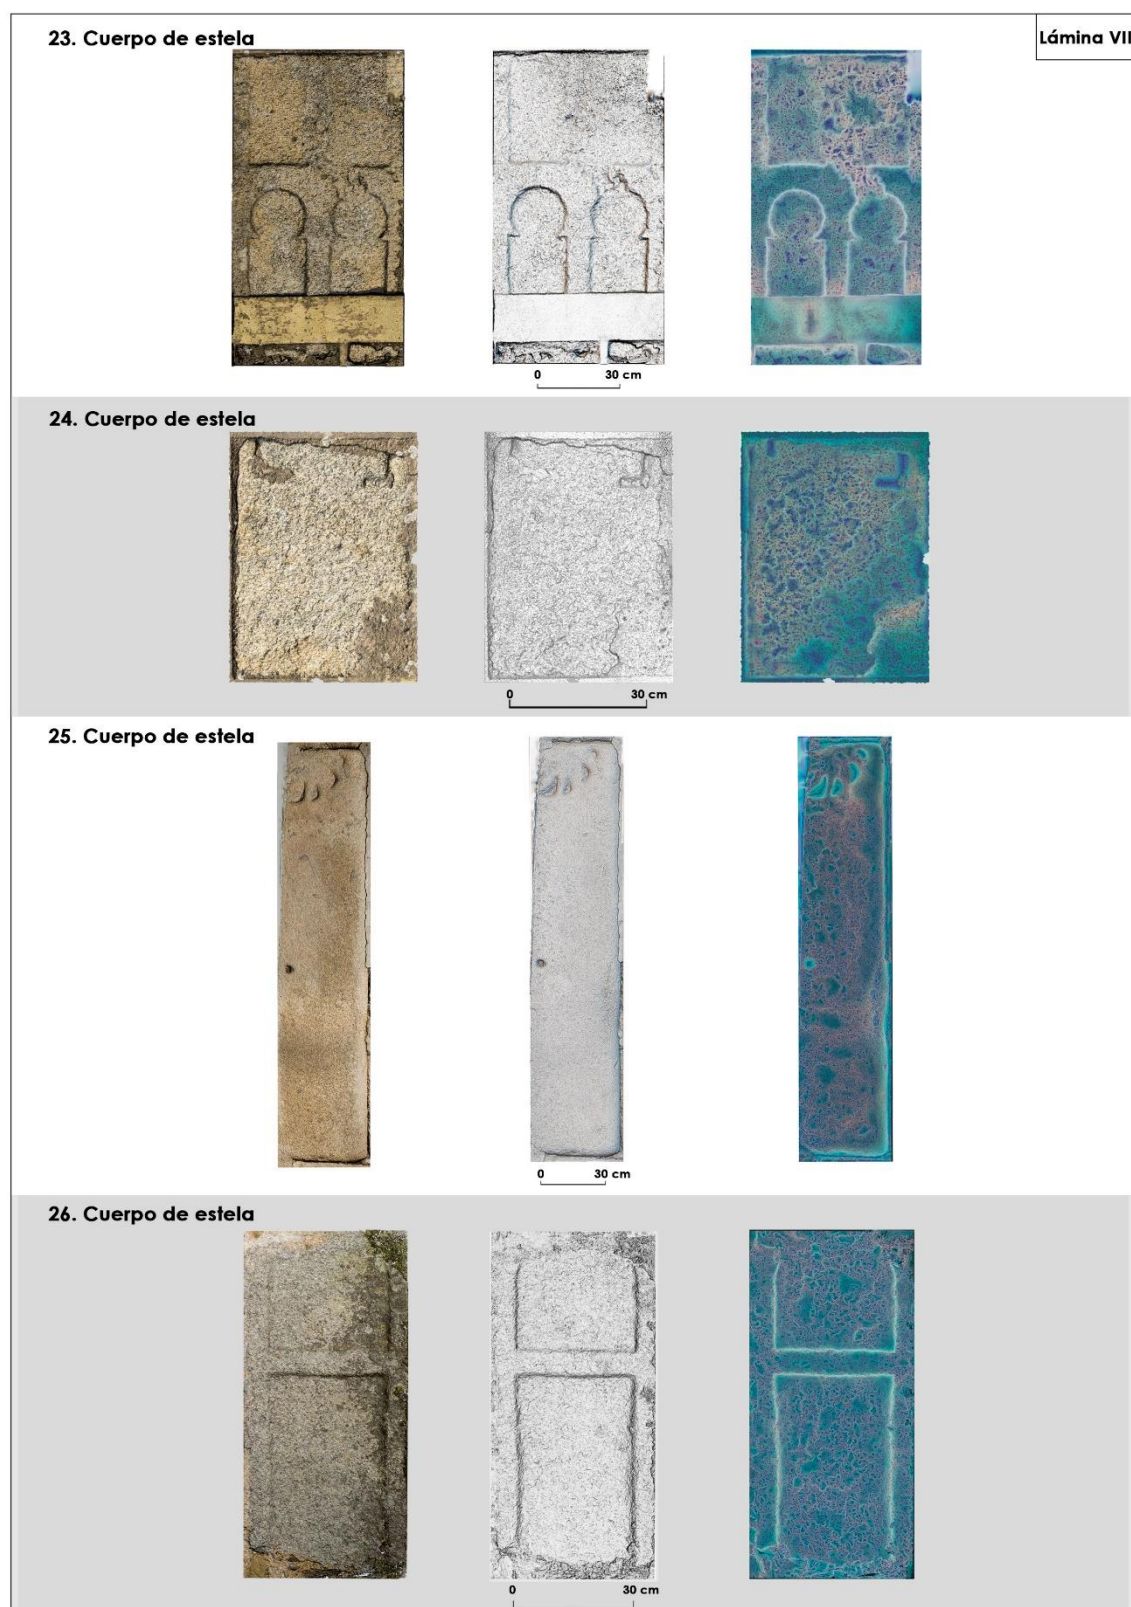 23. Cuerpo de estela
Lámina VII
0 30 cm
24. Cuerpo de estela
0 30 cm
25. Cuerpo de estela
0 30 cm
26. Cuerpo de estela
0 30 cm